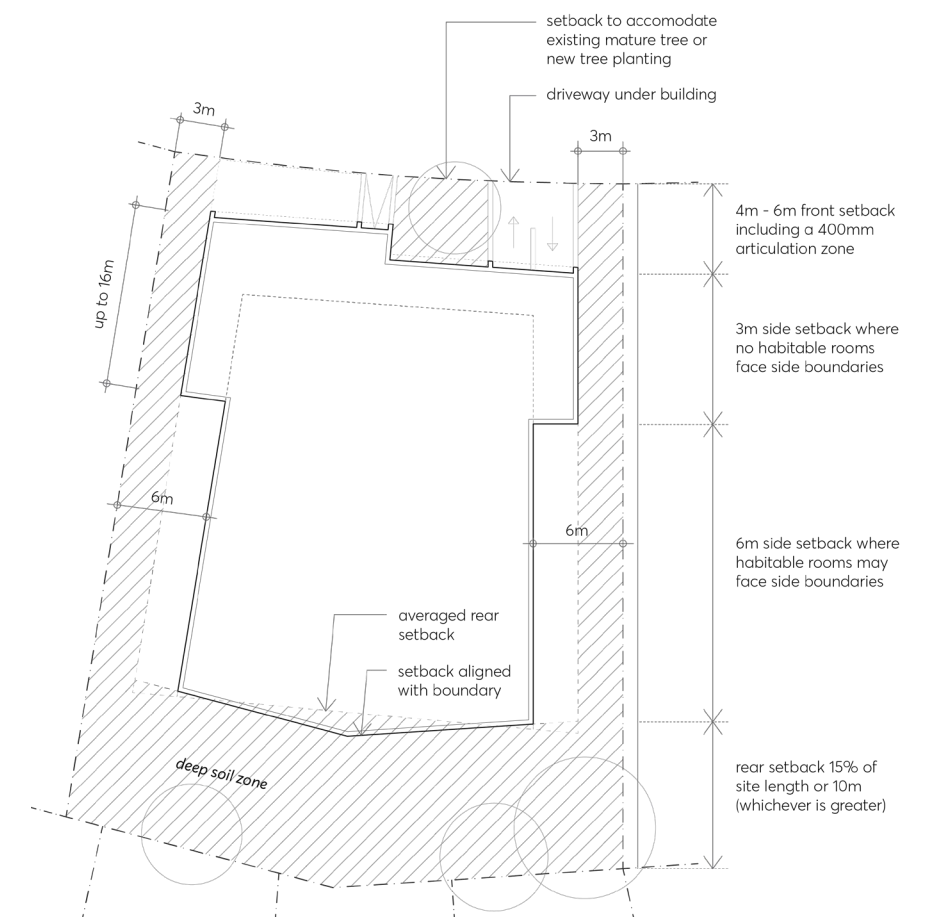 setback to accomodate
existing mature tree or
new tree planting
driveway under building
3m
3m
4m - 6m front setback
including a 400mm
articulation zone
up to 16m
3m side setback where
no habitable rooms
face side boundaries
6m
6m
6m side setback where
habitable rooms may
face side boundaries
averaged rear
setback
setback aligned
with boundary
deep soil zone
rear setback 15% of
site length or 10m
(whichever is greater)